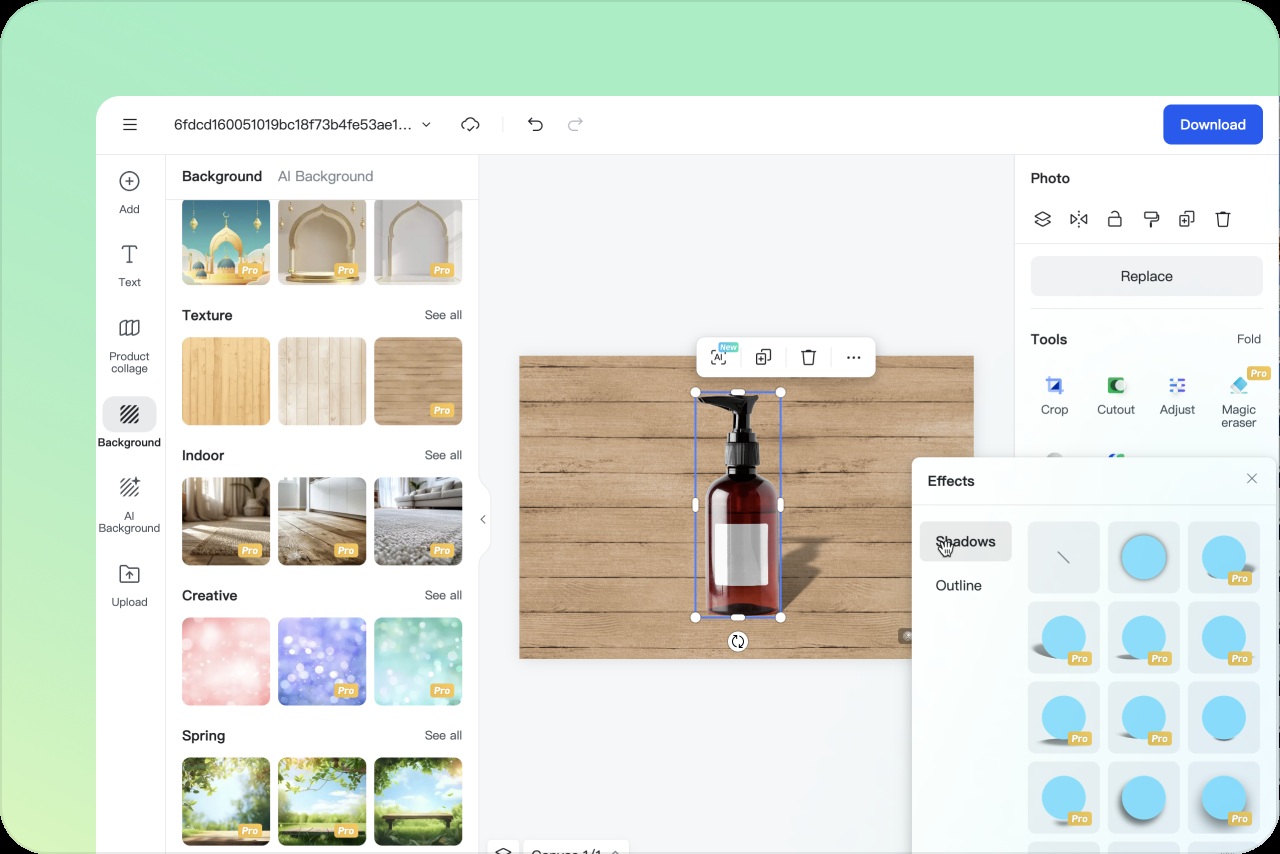 6fdcd160051019bc18f73b4fe53ae1...
Download
Add
Text
Product
collage
Background
AI
Background
Upload
Background
AI Background
Pro
Pro
Pro
Texture
See all
Pro
Indoor
See all
Pro
Pro
Pro
Creative
See all
Pro
Pro
Spring
See all
Pro
Pro
New
AI
Canvas 1/1
Photo
Replace
Tools
Fold
Pro
Crop
Cutout
Adjust
Magic
eraser
Effects
Shadows
Outline
Pro
Pro
Pro
Pro
Pro
Pro
Pro
Pro